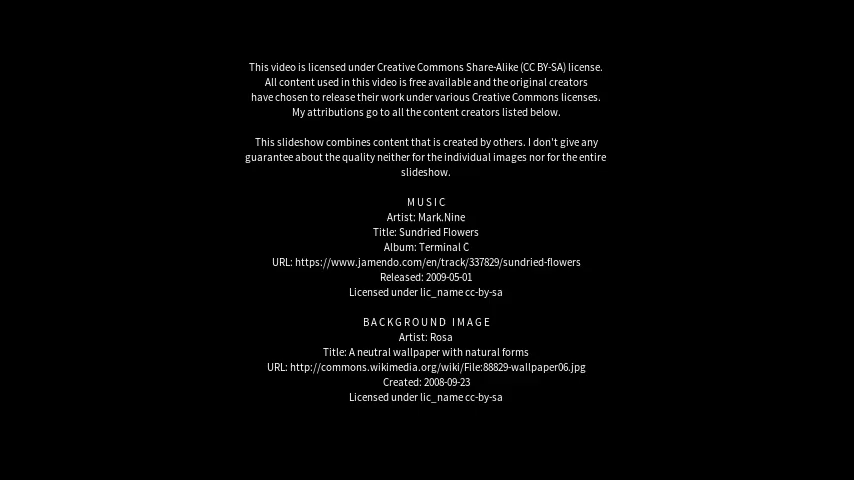 This video is licensed under Creative Commons Share-Alike (CC BY-SA) license.
All content used in this video is free available and the original creators
have chosen to release their work under various Creative Commons licenses.
My attributions go to all the content creators listed below.
This slideshow combines content that is created by others. I don't give any
guarantee about the quality neither for the individual images nor for the entire
slideshow.
MUSIC
Artist: Mark.Nine
Title: Sundried Flowers
Album: Terminal C
URL: https://www.jamendo.com/en/track/337829/sundried-flowers
Released: 2009-05-01
Licensed under lic_name cc-by-sa
BACKGROUND IMAGE
Artist: Rosa
Title: A neutral wallpaper with natural forms
URL: http://commons.wikimedia.org/wiki/File:88829-wallpaper06.jpg
Created: 2008-09-23
Licensed under lic_name cc-by-sa